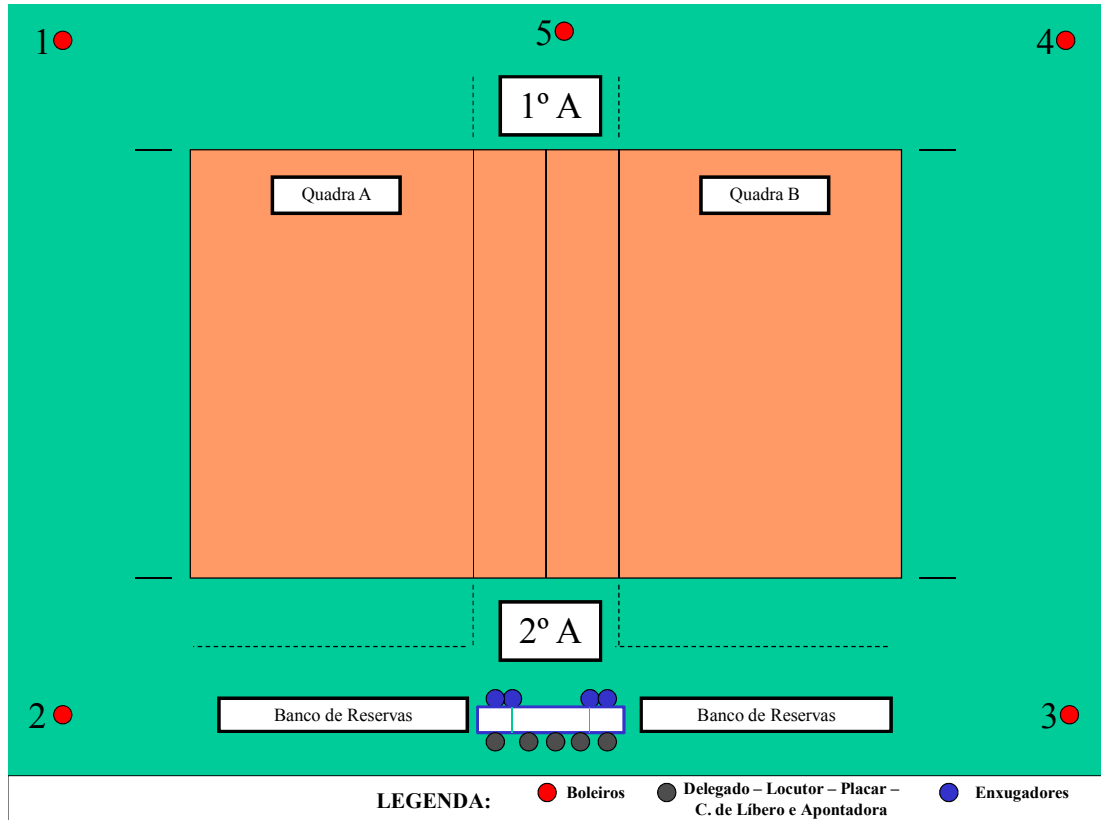 1
5
4
1º A
Quadra A
Quadra B
2º A
2
Banco de Reservas
Banco de Reservas
3
LEGENDA:
Boleiros
Delegado – Locutor – Placar –
C. de Líbero e Apontadora
Enxugadores